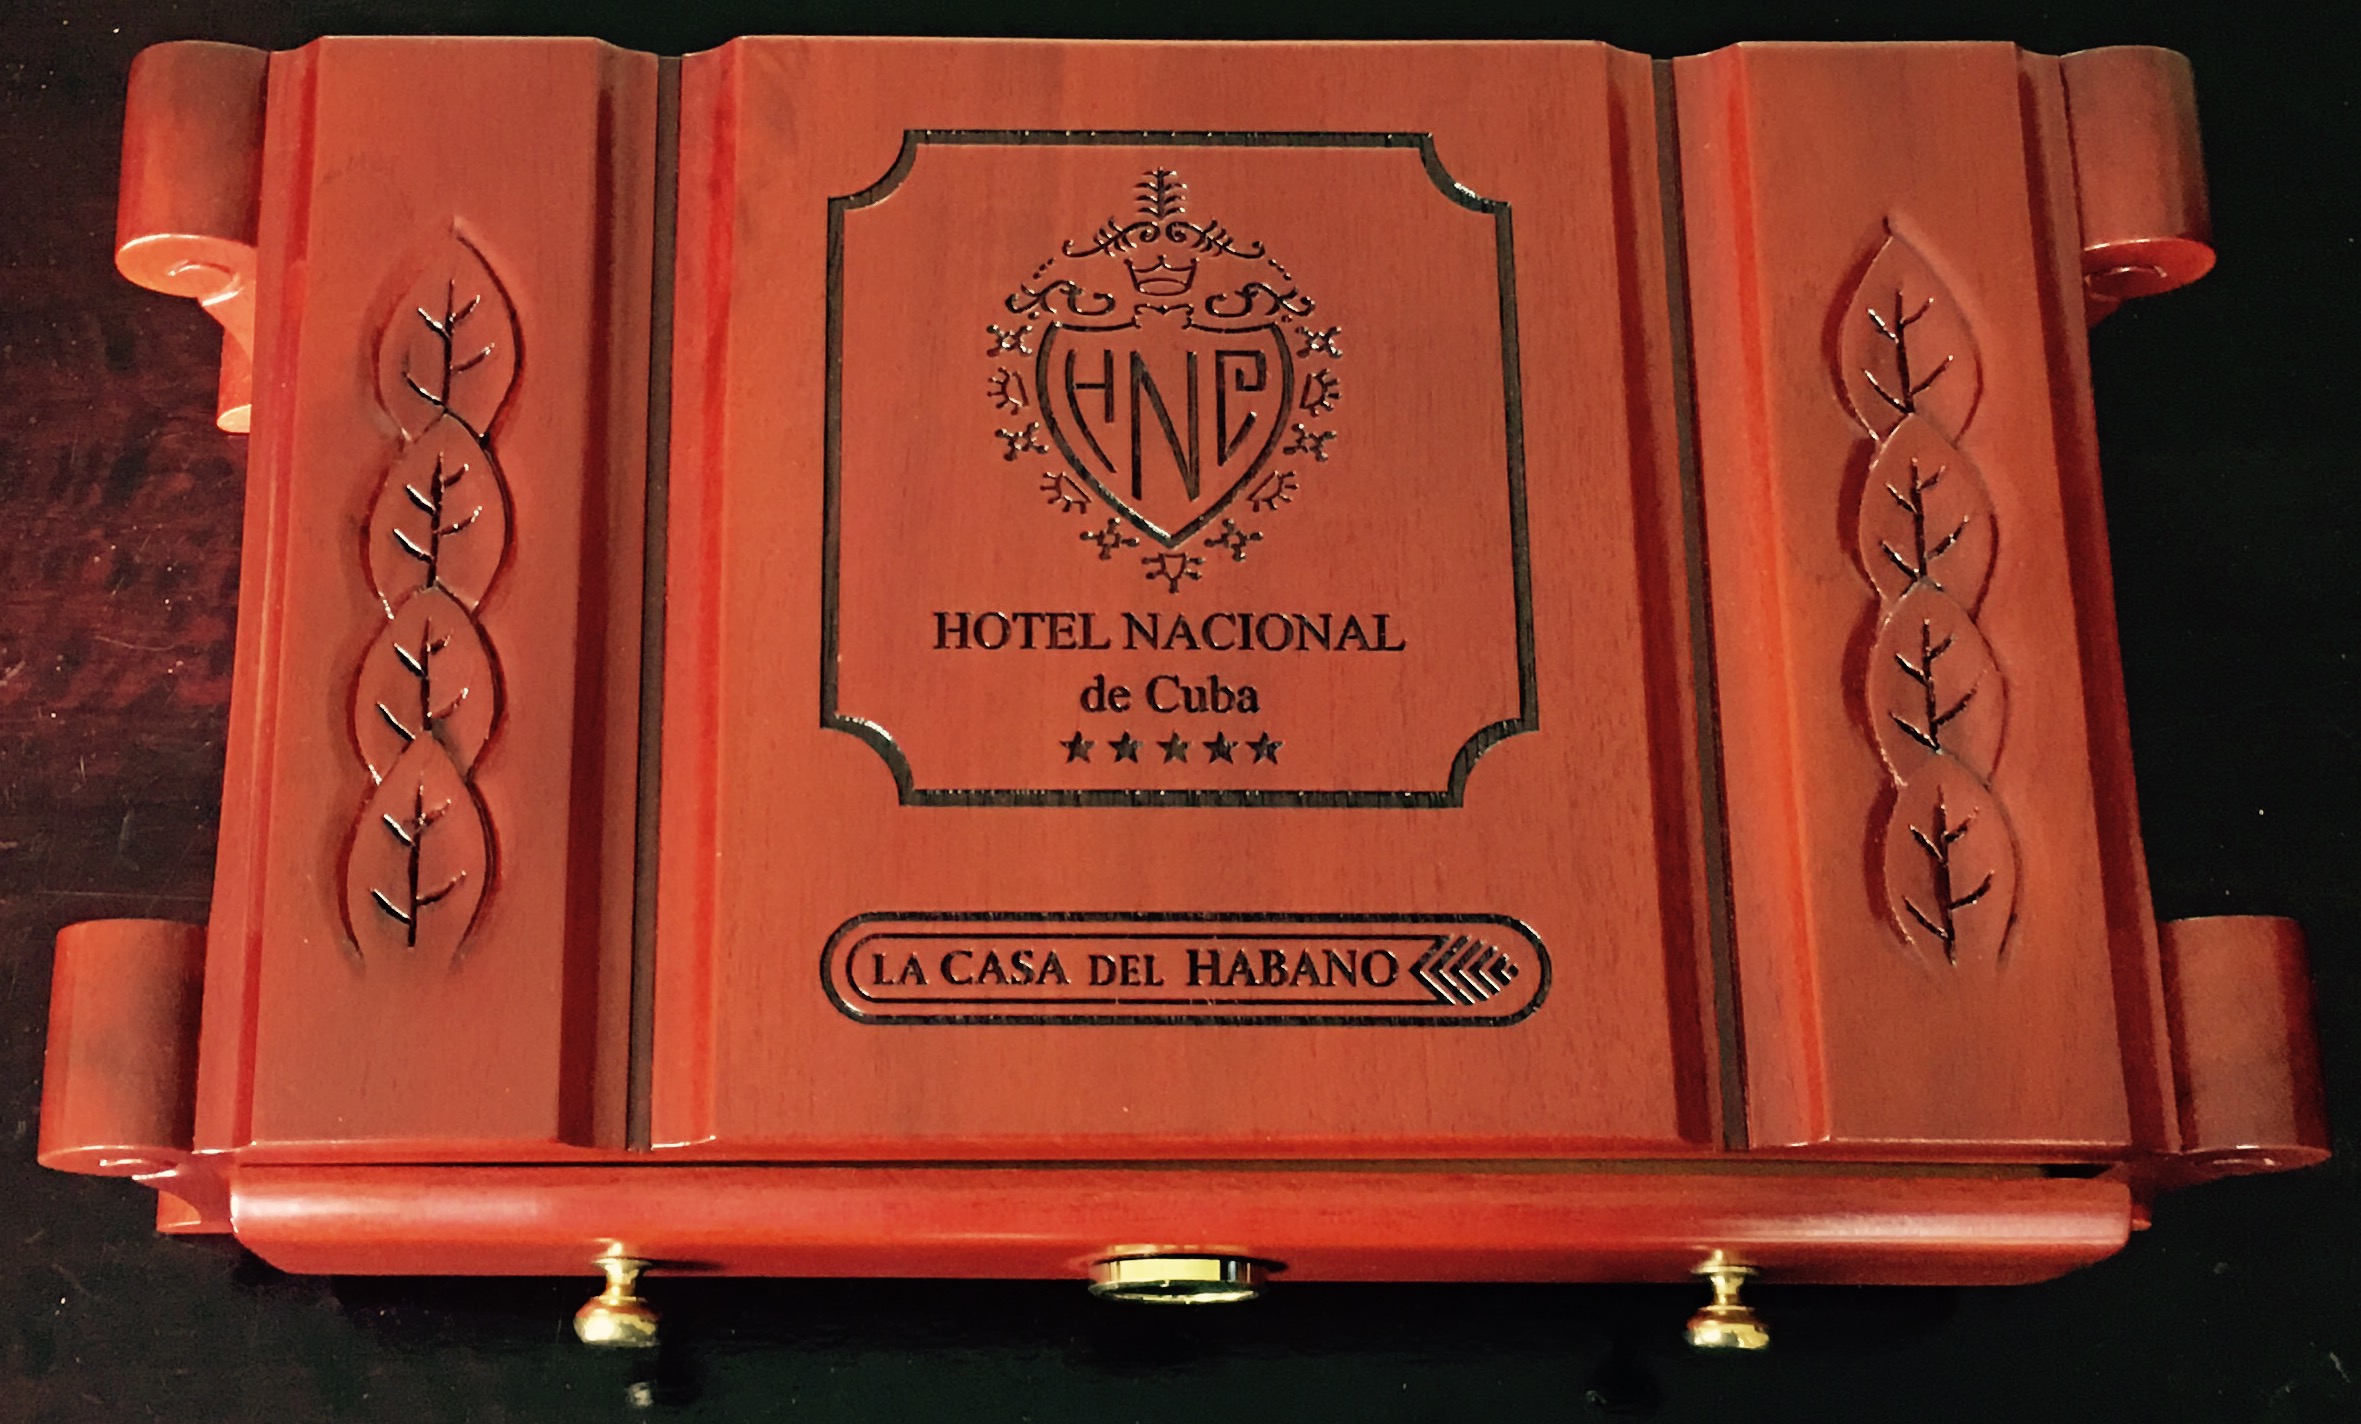 HNC
HOTEL NACIONAL
de Cuba
★★★★★
LA CASA DEL HABANO